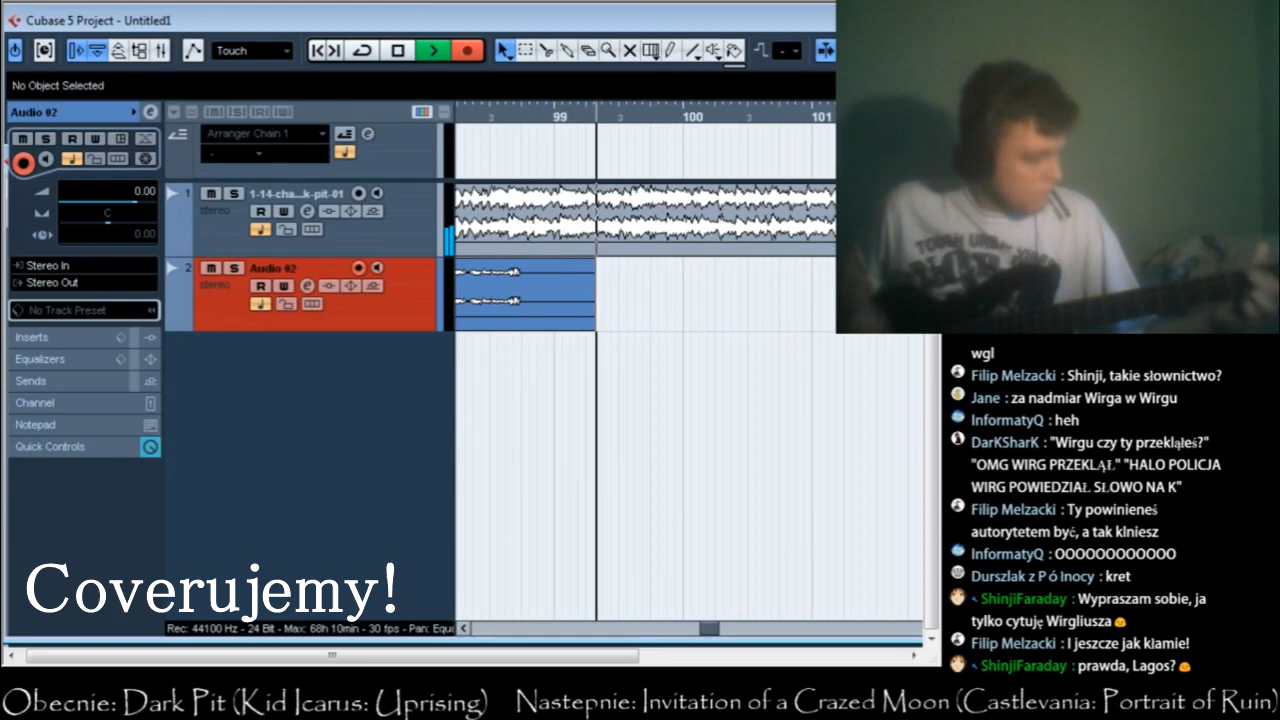 Cubase 5 Project - Untitled1
Touch
No Object Selected
Audio 02
M S R W
0.00
C
0.00
Stereo In
Stereo Out
No Track Preset
Inserts
Equalizers
Sends
Channel
Notepad
Quick Controls
Arranger Chain 1
3 99 3 100 3 101
1 M S 1-14-cha...k-pit-01
stereo R W e
2 M S Audio 02
stereo R W e
Coverujemy!
Rec: 44100 Hz - 24 Bit - Max: 68h 10min - 30 fps - Pan: Equ
wgl
Filip Melzacki : Shinji, takie słownictwo?
Jane : za nadmiar Wirga w Wirgu
InformatyQ : heh
DarKSharK : "Wirgu czy ty przekląłeś?"
"OMG WIRG PRZEKLĄŁ" "HALO POLICJA
WIRG POWIEDZIAŁ SŁOWO NA K"
Filip Melzacki : Ty powinieneś
autorytetem być, a tak klniesz
InformatyQ : OOOOOOOOOOOO
Durszlak z P ó łnocy : kret
ShinjiFaraday : Wypraszam sobie, ja
tylko cytuję Wirgliusza
Filip Melzacki : I jeszcze jak kłamie!
ShinjiFaraday : prawda, Lagos?
Obecnie: Dark Pit (Kid Icarus: Uprising) Nastepnie: Invitation of a Crazed Moon (Castlevania: Portrait of Ruin)